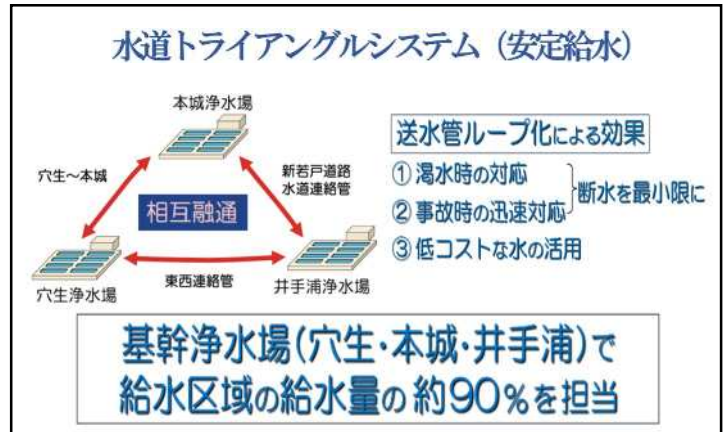 水道トライアングルシステム（安定給水）
本城浄水場
穴生～本城
新若戸道路
水道連絡管
相互融通
穴生浄水場
東西連絡管
井手浦浄水場
送水管ループ化による効果
①渇水時の対応
②事故時の迅速対応
断水を最小限に
③低コストな水の活用
基幹浄水場（穴生・本城・井手浦）で
給水区域の給水量の約90％を担当